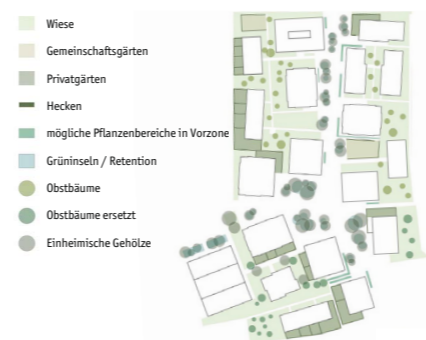 Wiese
Gemeinschaftsgärten
Privatgärten
Hecken
mögliche Pflanzenbereiche in Vorzone
Grüninseln / Retention
Obstbäume
Obstbäume ersetzt
Einheimische Gehölze